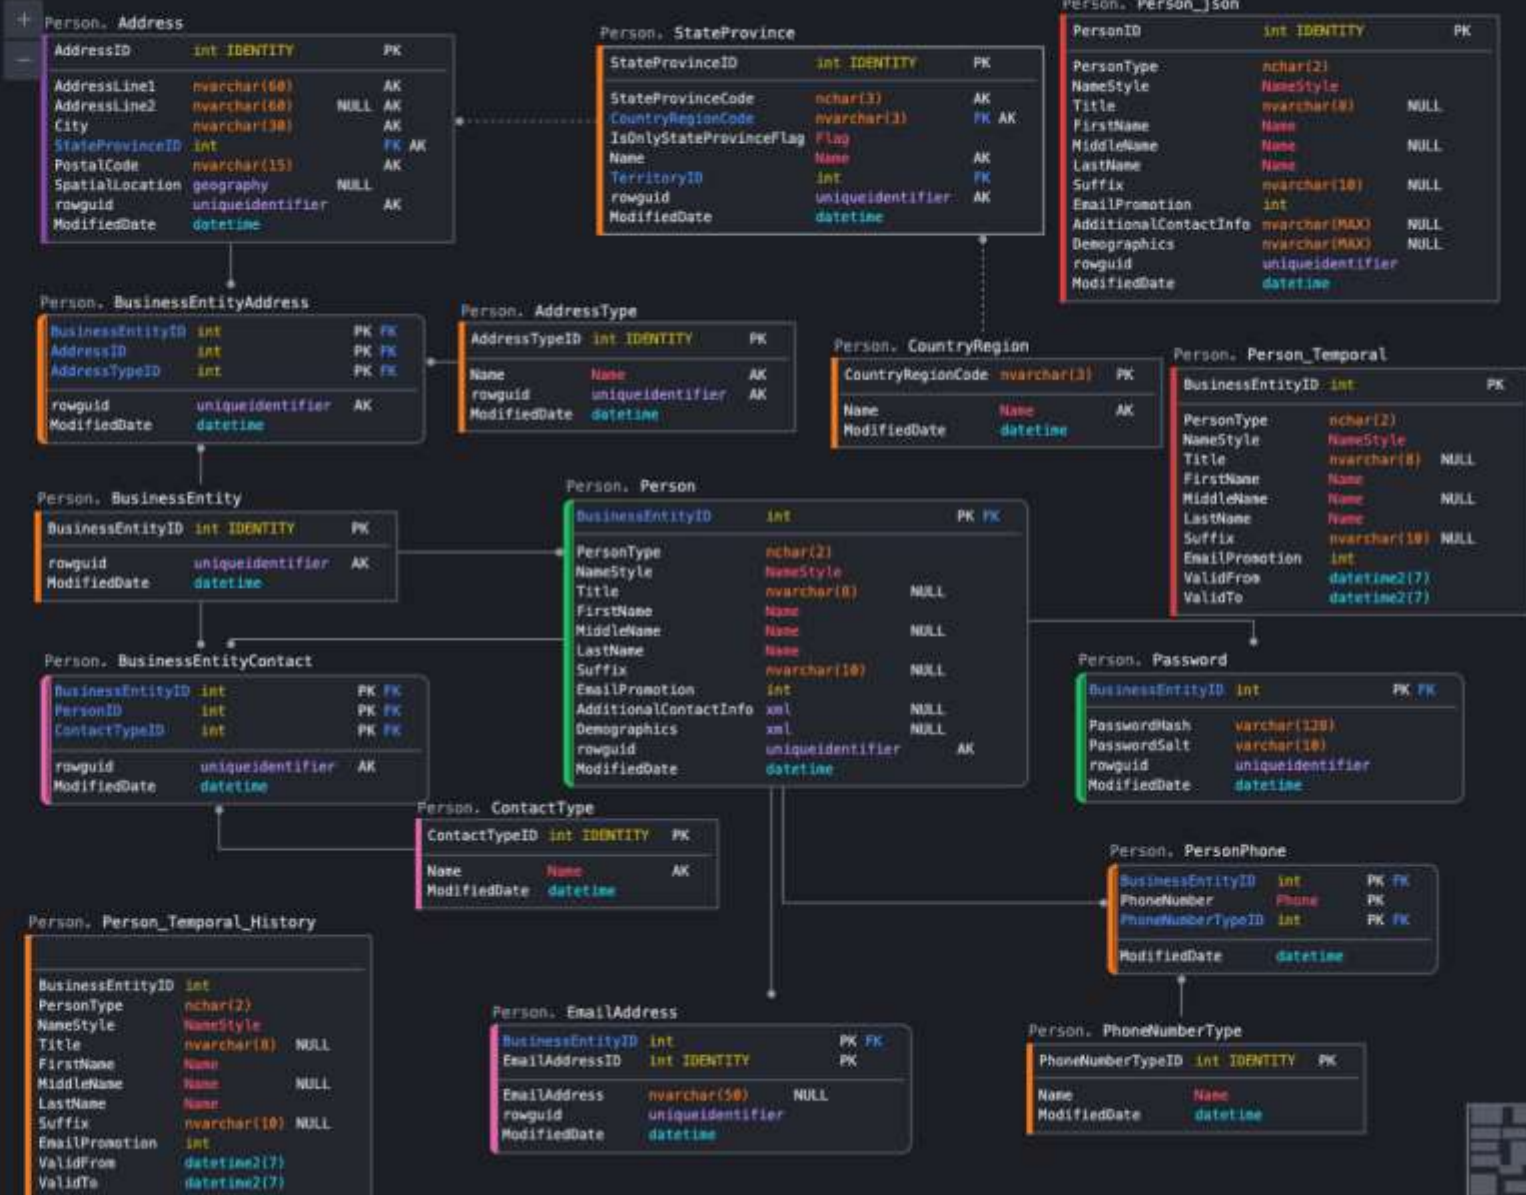 Person. Address
AddressID int IDENTITY PK
AddressLine1 nvarchar(60) AK
AddressLine2 nvarchar(60) NULL AK
City nvarchar(30) AK
StateProvinceID int FK AK
PostalCode nvarchar(15) AK
SpatialLocation geography NULL
rowguid uniqueidentifier AK
ModifiedDate datetime
Person. StateProvince
StateProvinceID int IDENTITY PK
StateProvinceCode nchar(3) AK
CountryRegionCode nvarchar(3) FK AK
IsOnlyStateProvinceFlag Flag
Name Name AK
TerritoryID int FK
rowguid uniqueidentifier AK
ModifiedDate datetime
Person. Person_json
PersonID int IDENTITY PK
PersonType nchar(2)
NameStyle NameStyle
Title nvarchar(8) NULL
FirstName Name
MiddleName Name NULL
LastName Name
Suffix nvarchar(10) NULL
EmailPromotion int
AdditionalContactInfo nvarchar(MAX) NULL
Demographics nvarchar(MAX) NULL
rowguid uniqueidentifier
ModifiedDate datetime
Person. BusinessEntityAddress
BusinessEntityID int PK FK
AddressID int PK FK
AddressTypeID int PK FK
rowguid uniqueidentifier AK
ModifiedDate datetime
Person. AddressType
AddressTypeID int IDENTITY PK
Name Name AK
rowguid uniqueidentifier AK
ModifiedDate datetime
Person. CountryRegion
CountryRegionCode nvarchar(3) PK
Name Name AK
ModifiedDate datetime
Person. Person_Temporal
BusinessEntityID int PK
PersonType nchar(2)
NameStyle NameStyle
Title nvarchar(8) NULL
FirstName Name
MiddleName Name NULL
LastName Name
Suffix nvarchar(10) NULL
EmailPromotion int
ValidFrom datetime2(7)
ValidTo datetime2(7)
Person. BusinessEntity
BusinessEntityID int IDENTITY PK
rowguid uniqueidentifier AK
ModifiedDate datetime
Person. Person
BusinessEntityID int PK FK
PersonType nchar(2)
NameStyle NameStyle
Title nvarchar(8) NULL
FirstName Name
MiddleName Name NULL
LastName Name
Suffix nvarchar(10) NULL
EmailPromotion int
AdditionalContactInfo xml NULL
Demographics xml NULL
rowguid uniqueidentifier AK
ModifiedDate datetime
Person. BusinessEntityContact
BusinessEntityID int PK FK
PersonID int PK FK
ContactTypeID int PK FK
rowguid uniqueidentifier AK
ModifiedDate datetime
Person. Password
BusinessEntityID int PK FK
PasswordHash varchar(128)
PasswordSalt varchar(10)
rowguid uniqueidentifier
ModifiedDate datetime
Person. ContactType
ContactTypeID int IDENTITY PK
Name Name AK
ModifiedDate datetime
Person. PersonPhone
BusinessEntityID int PK FK
PhoneNumber Phone PK
PhoneNumberTypeID int PK FK
ModifiedDate datetime
Person. Person_Temporal_History
BusinessEntityID int
PersonType nchar(2)
NameStyle NameStyle
Title nvarchar(8) NULL
FirstName Name
MiddleName Name NULL
LastName Name
Suffix nvarchar(10) NULL
EmailPromotion int
ValidFrom datetime2(7)
ValidTo datetime2(7)
Person. EmailAddress
BusinessEntityID int PK FK
EmailAddressID int IDENTITY PK
EmailAddress nvarchar(50) NULL
rowguid uniqueidentifier
ModifiedDate datetime
Person. PhoneNumberType
PhoneNumberTypeID int IDENTITY PK
Name Name
ModifiedDate datetime